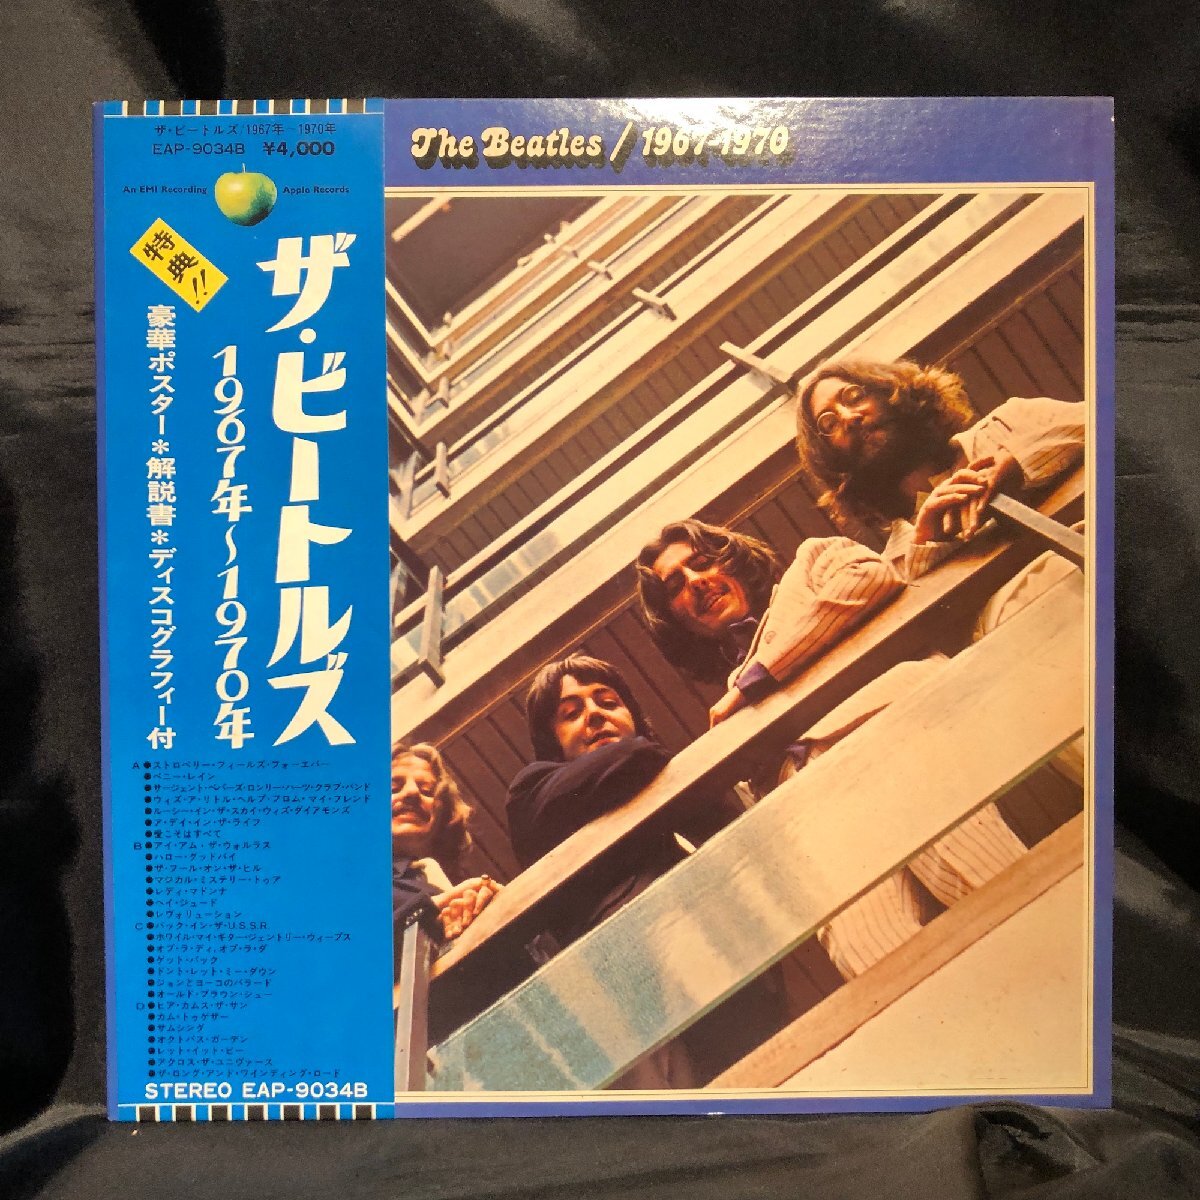 ザ・ビートルズ/1967年〜1970年
EAP-9034B ¥4,000
An EMI Recording Apple Records
特典!!
ザ・ビートルズ
1967年〜1970年
豪華ポスター＊解説書＊ディスコグラフィー付
A●ストロベリー・フィールズ・フォーエバー
●ペニー・レイン
●サージェント・ペパーズ・ロンリー・ハーツ・クラブ・バンド
●ウィズ・ア・リトル・ヘルプ・フロム・マイ・フレンド
●ルーシー・イン・ザ・スカイ・ウィズ・ダイアモンズ
●ア・デイ・イン・ザ・ライフ
●愛こそはすべて
B●アイ・アム・ザ・ウォルラス
●ハロー・グッドバイ
●ザ・フール・オン・ザ・ヒル
●マジカル・ミステリー・トゥア
●レディ・マドンナ
●ヘイ・ジュード
●レヴォリューション
C●バック・イン・ザ・U.S.S.R.
●ホワイル・マイ・ギター・ジェントリー・ウィープス
●オブ・ラ・ディ,オブ・ラ・ダ
●ゲット・バック
●ドント・レット・ミー・ダウン
●ジョンとヨーコのバラード
●オールド・ブラウン・シュー
D●ヒア・カムス・ザ・サン
●カム・トゥゲザー
●サムシング
●オクトパス・ガーデン
●レット・イット・ビー
●アクロス・ザ・ユニヴァース
●ザ・ロング・アンド・ワインディング・ロード
STEREO EAP-9034B
The Beatles / 1967-1970